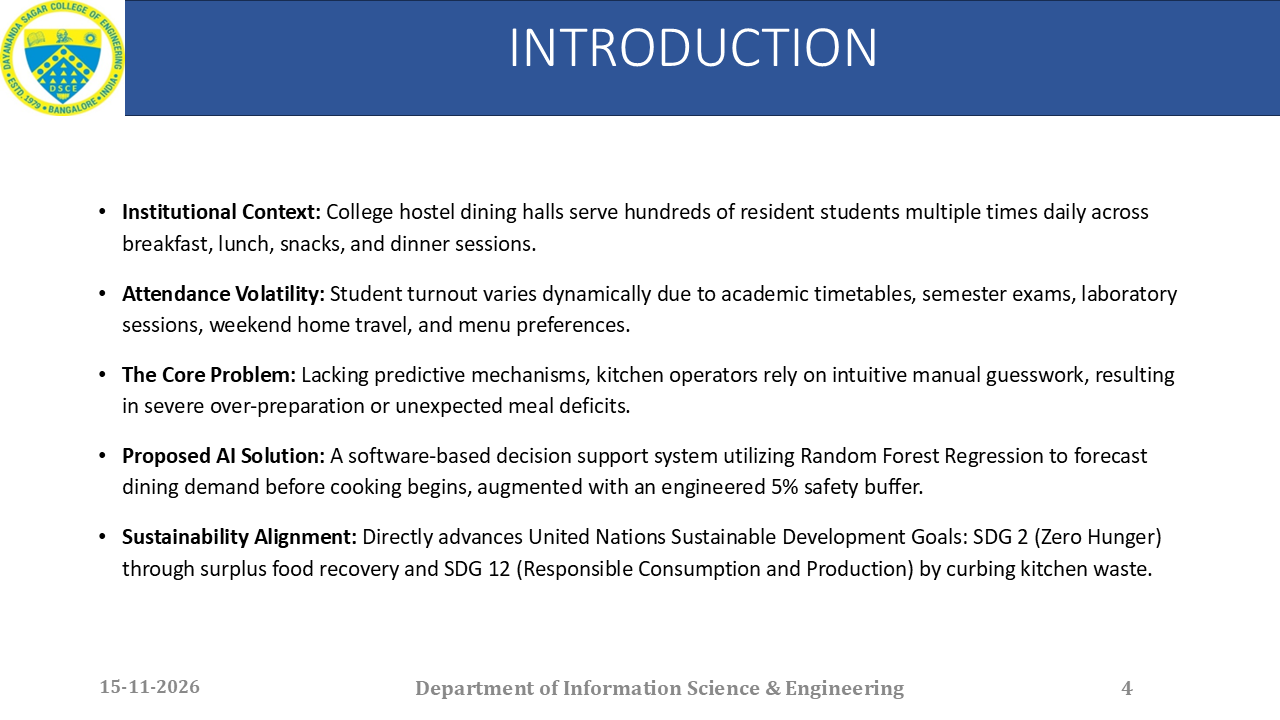 DAYANANDA SAGAR COLLEGE OF ENGINEERING
DSCE
• ESTD.1979 • BANGALORE • INDIA •
INTRODUCTION
• Institutional Context: College hostel dining halls serve hundreds of resident students multiple times daily across
breakfast, lunch, snacks, and dinner sessions.
• Attendance Volatility: Student turnout varies dynamically due to academic timetables, semester exams, laboratory
sessions, weekend home travel, and menu preferences.
• The Core Problem: Lacking predictive mechanisms, kitchen operators rely on intuitive manual guesswork, resulting
in severe over-preparation or unexpected meal deficits.
• Proposed AI Solution: A software-based decision support system utilizing Random Forest Regression to forecast
dining demand before cooking begins, augmented with an engineered 5% safety buffer.
• Sustainability Alignment: Directly advances United Nations Sustainable Development Goals: SDG 2 (Zero Hunger)
through surplus food recovery and SDG 12 (Responsible Consumption and Production) by curbing kitchen waste.
15-11-2026
Department of Information Science & Engineering
4